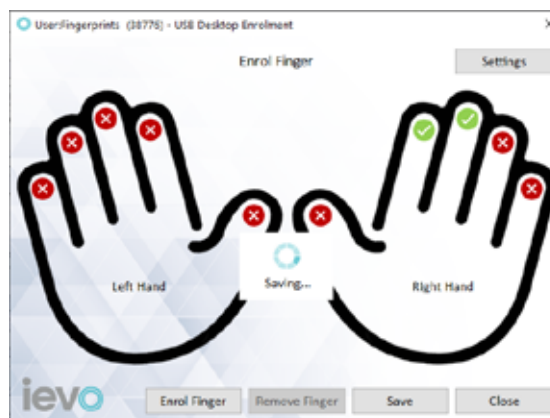 User:Fingerprints (38776) - USB Desktop Enrolment
Enrol Finger
Settings
Left Hand
Saving...
Right Hand
ievo
Enrol Finger
Remove Finger
Save
Close